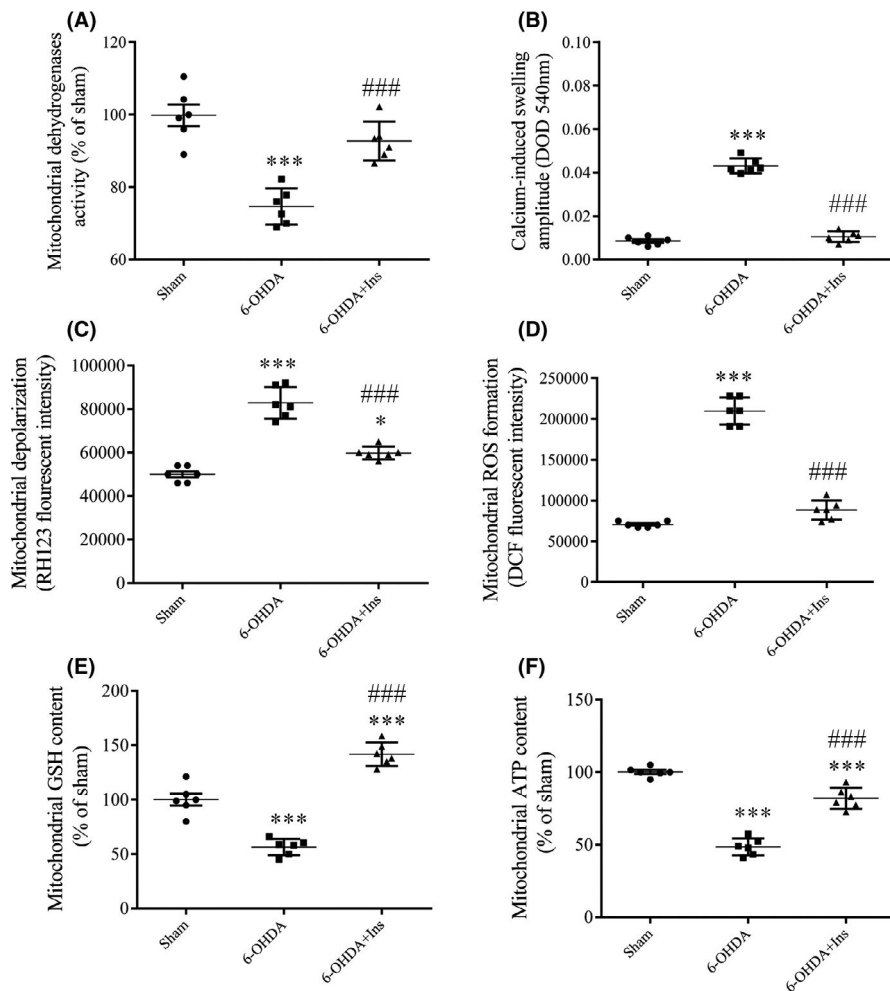 (A)
Mitochondrial dehydrogenases
activity (% of sham)
120
100
80
60
***
###
Sham
6-OHDA
6-OHDA+Ins
(B)
Calcium-induced swelling
amplitude (DOD 540nm)
0.10
0.08
0.06
0.04
0.02
0.00
***
###
Sham
6-OHDA
6-OHDA+Ins
(C)
Mitochondrial depolarization
(RH123 flourescent intensity)
100000
80000
60000
40000
20000
0
***
###
*
Sham
6-OHDA
6-OHDA+Ins
(D)
Mitochondrial ROS formation
(DCF fluorescent intensity)
250000
200000
150000
100000
50000
0
***
###
Sham
6-OHDA
6-OHDA+Ins
(E)
Mitochondrial GSH content
(% of sham)
200
150
100
50
0
***
###
***
Sham
6-OHDA
6-OHDA+Ins
(F)
Mitochondrial ATP content
(% of sham)
150
100
50
0
***
###
***
Sham
6-OHDA
6-OHDA+Ins